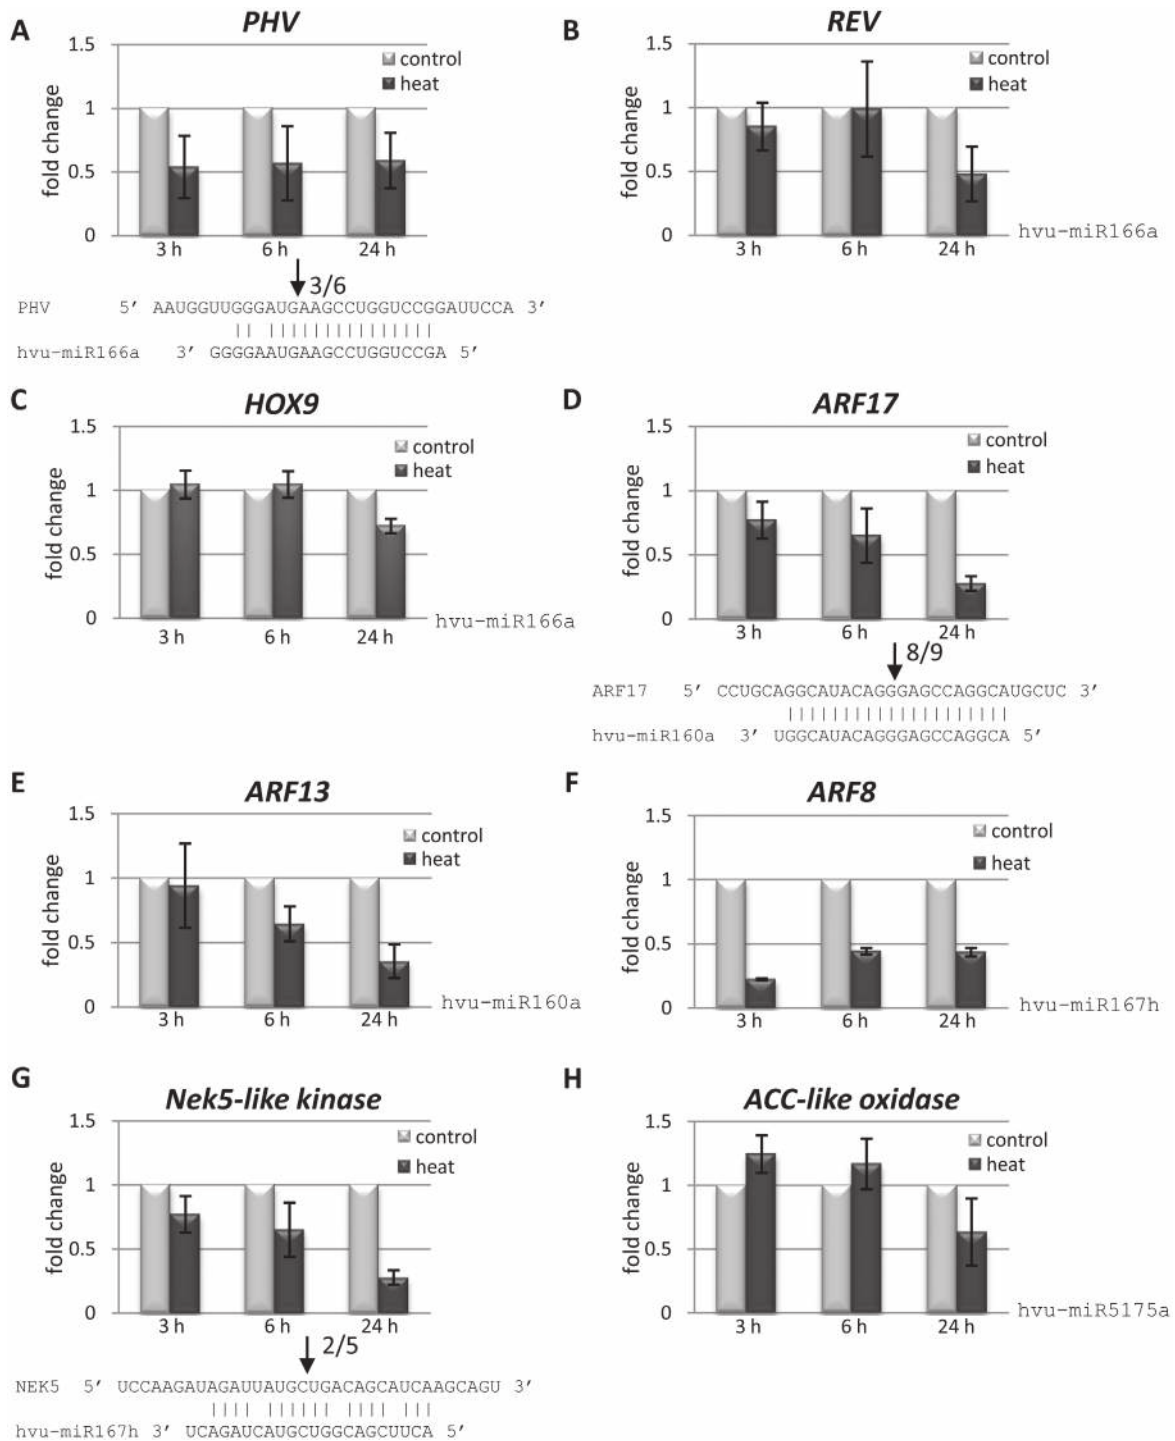 A
PHV
1.5
1
0.5
0
fold change
control
heat
3 h
6 h
24 h
3/6
PHV 5′ AAUGGUUGGGAUGAAGCCUGGUCCGGAUUCCA 3′
|| |||||||||||||||
hvu-miR166a 3′ GGGGAAUGAAGCCUGGUCCGA 5′
B
REV
1.5
1
0.5
0
fold change
control
heat
3 h
6 h
24 h
hvu-miR166a
C
HOX9
1.5
1
0.5
0
fold change
control
heat
3 h
6 h
24 h
hvu-miR166a
D
ARF17
1.5
1
0.5
0
fold change
control
heat
3 h
6 h
24 h
8/9
ARF17 5′ CCUGCAGGCAUACAGGGAGCCAGGCAUGCUC 3′
||||||||||||||||||||
hvu-miR160a 3′ UGGCAUACAGGGAGCCAGGCA 5′
E
ARF13
1.5
1
0.5
0
fold change
control
heat
3 h
6 h
24 h
hvu-miR160a
F
ARF8
1.5
1
0.5
0
fold change
control
heat
3 h
6 h
24 h
hvu-miR167h
G
Nek5-like kinase
1.5
1
0.5
0
fold change
control
heat
3 h
6 h
24 h
2/5
NEK5 5′ UCCAAGAUAGAUUAUGCUGACAGCAUCAAGCAGU 3′
|||| ||||||| |||| |||
hvu-miR167h 3′ UCAGAUCAUGCUGGCAGCUUCA 5′
H
ACC-like oxidase
1.5
1
0.5
0
fold change
control
heat
3 h
6 h
24 h
hvu-miR5175a